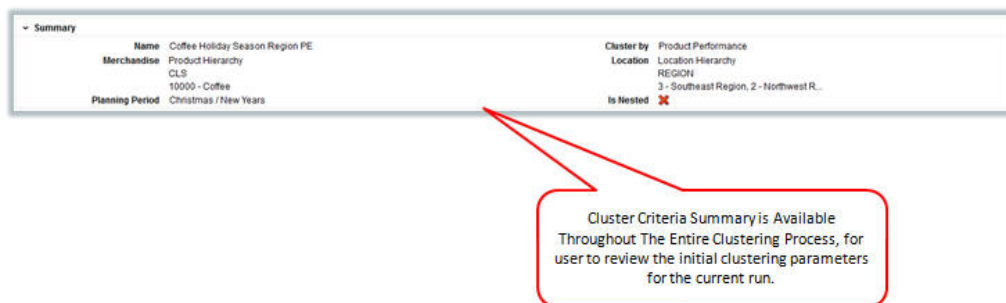 Summary
Name Coffee Holiday Season Region PE Cluster by Product Performance
Merchandise Product Hierarchy Location Location Hierarchy
CLS REGION
10000 - Coffee 3 - Southeast Region, 2 - Northwest R...
Planning Period Christmas / New Years Is Nested
Cluster Criteria Summary is Available
Throughout The Entire Clustering Process, for
user to review the initial clustering parameters
for the current run.